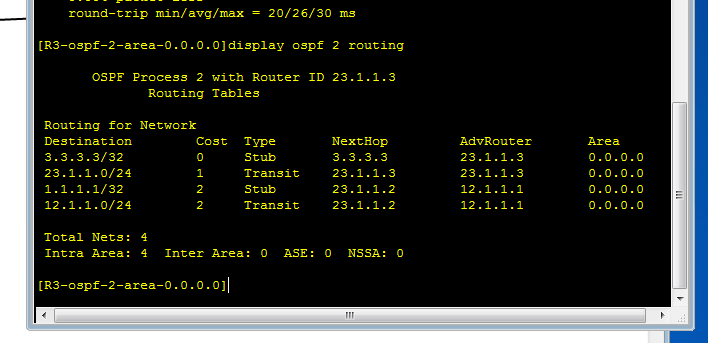 round-trip min/avg/max = 20/26/30 ms
[R3-ospf-2-area-0.0.0.0]display ospf 2 routing
OSPF Process 2 with Router ID 23.1.1.3
Routing Tables
Routing for Network
Destination Cost Type NextHop AdvRouter Area
3.3.3.3/32 0 Stub 3.3.3.3 23.1.1.3 0.0.0.0
23.1.1.0/24 1 Transit 23.1.1.3 23.1.1.3 0.0.0.0
1.1.1.1/32 2 Stub 23.1.1.2 12.1.1.1 0.0.0.0
12.1.1.0/24 2 Transit 23.1.1.2 12.1.1.1 0.0.0.0
Total Nets: 4
Intra Area: 4 Inter Area: 0 ASE: 0 NSSA: 0
[R3-ospf-2-area-0.0.0.0]